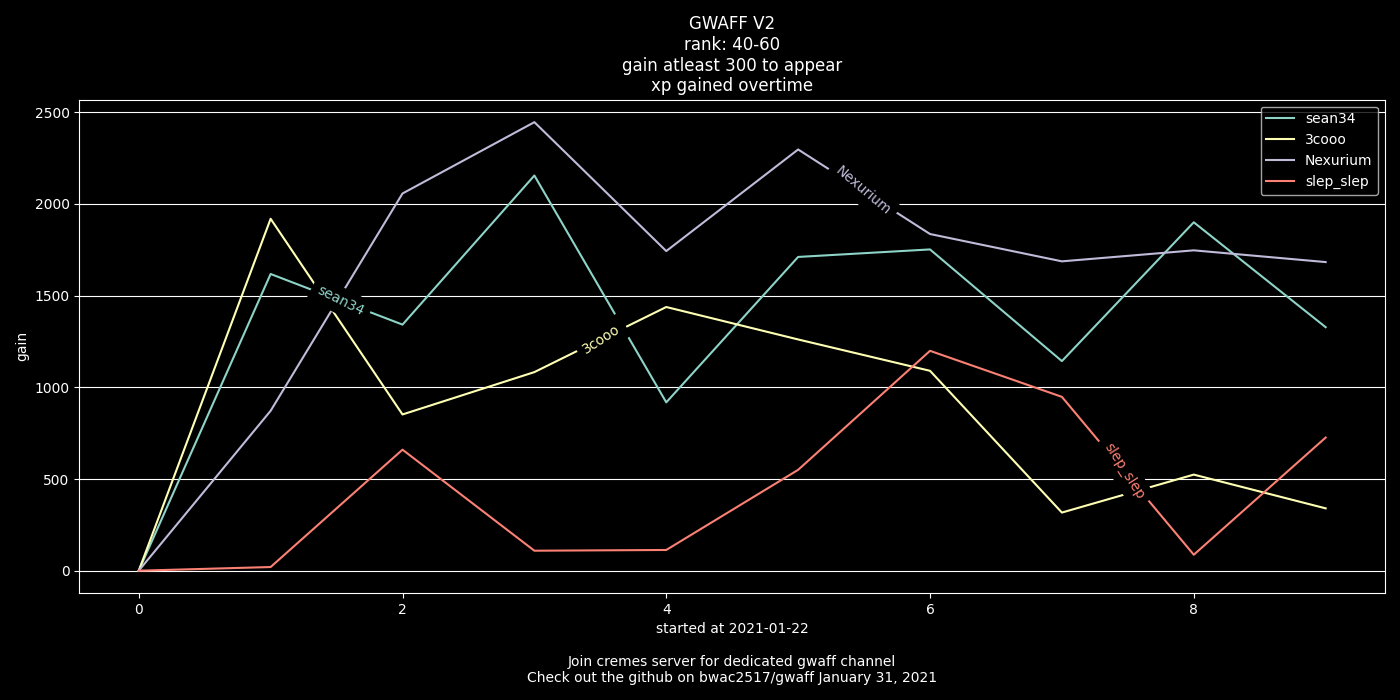 GWAFF V2
rank: 40-60
gain atleast 300 to appear
xp gained overtime
sean34
3cooo
Nexurium
slep_slep
2500
2000
1500
1000
500
0
gain
sean34
3cooo
Nexurium
slep_slep
0 2 4 6 8
started at 2021-01-22
Join cremes server for dedicated gwaff channel
Check out the github on bwac2517/gwaff January 31, 2021